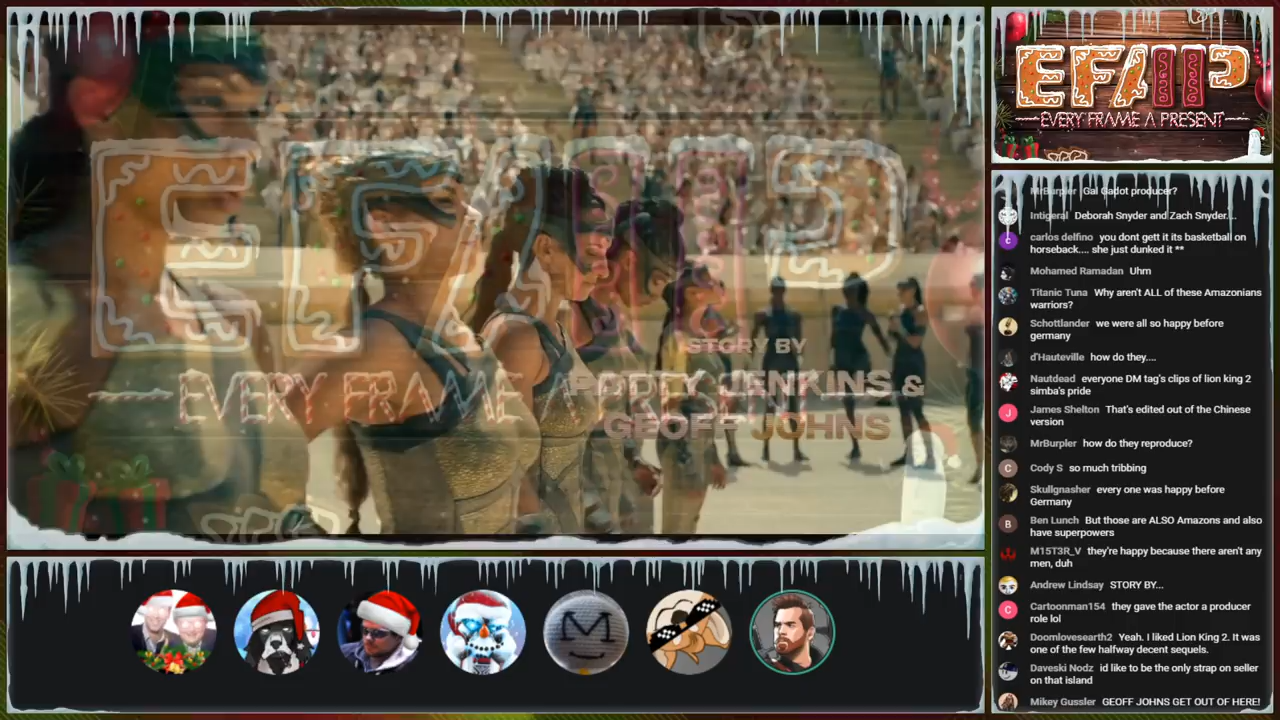 EFAP
EVERY FRAME A PRESENT
STORY BY
PATTY JENKINS &
GEOFF JOHNS
M
EFAP
EVERY FRAME A PRESENT
MrBurpler Gal Gadot producer?
Intigeral Deborah Snyder and Zach Snyder....
carlos delfino you dont gett it its basketball on
horseback.... she just dunked it **
Mohamed Ramadan Uhm
Titanic Tuna Why aren't ALL of these Amazonians
warriors?
Schottlander we were all so happy before
germany
d'Hauteville how do they....
Nautdead everyone DM tag's clips of lion king 2
simba's pride
James Shelton That's edited out of the Chinese
version
MrBurpler how do they reproduce?
Cody S so much tribbing
Skullgnasher every one was happy before
Germany
Ben Lunch But those are ALSO Amazons and also
have superpowers
M15T3R_V they're happy because there aren't any
men, duh
Andrew Lindsay STORY BY...
Cartoonman154 they gave the actor a producer
role lol
Doomlovesearth2 Yeah. I liked Lion King 2. It was
one of the few halfway decent sequels.
Daveski Nodz id like to be the only strap on seller
on that island
Mikey Gussler GEOFF JOHNS GET OUT OF HERE!